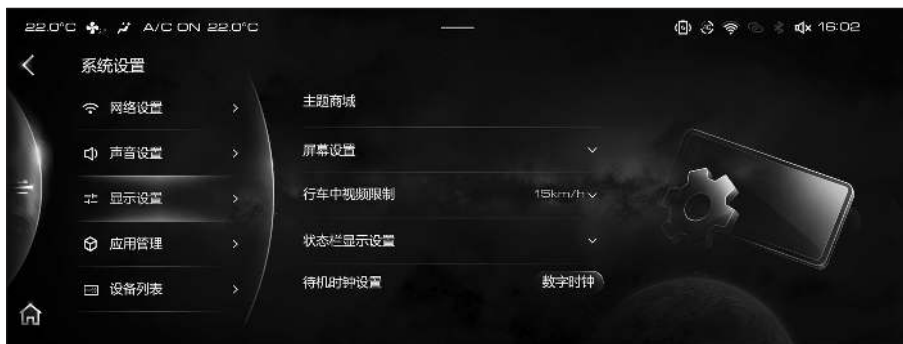 22.0°C A/C ON 22.0°C 16:02
系统设置
网络设置
声音设置
显示设置
应用管理
设备列表
主题商城
屏幕设置
行车中视频限制 15km/h
状态栏显示设置
待机时钟设置 数字时钟